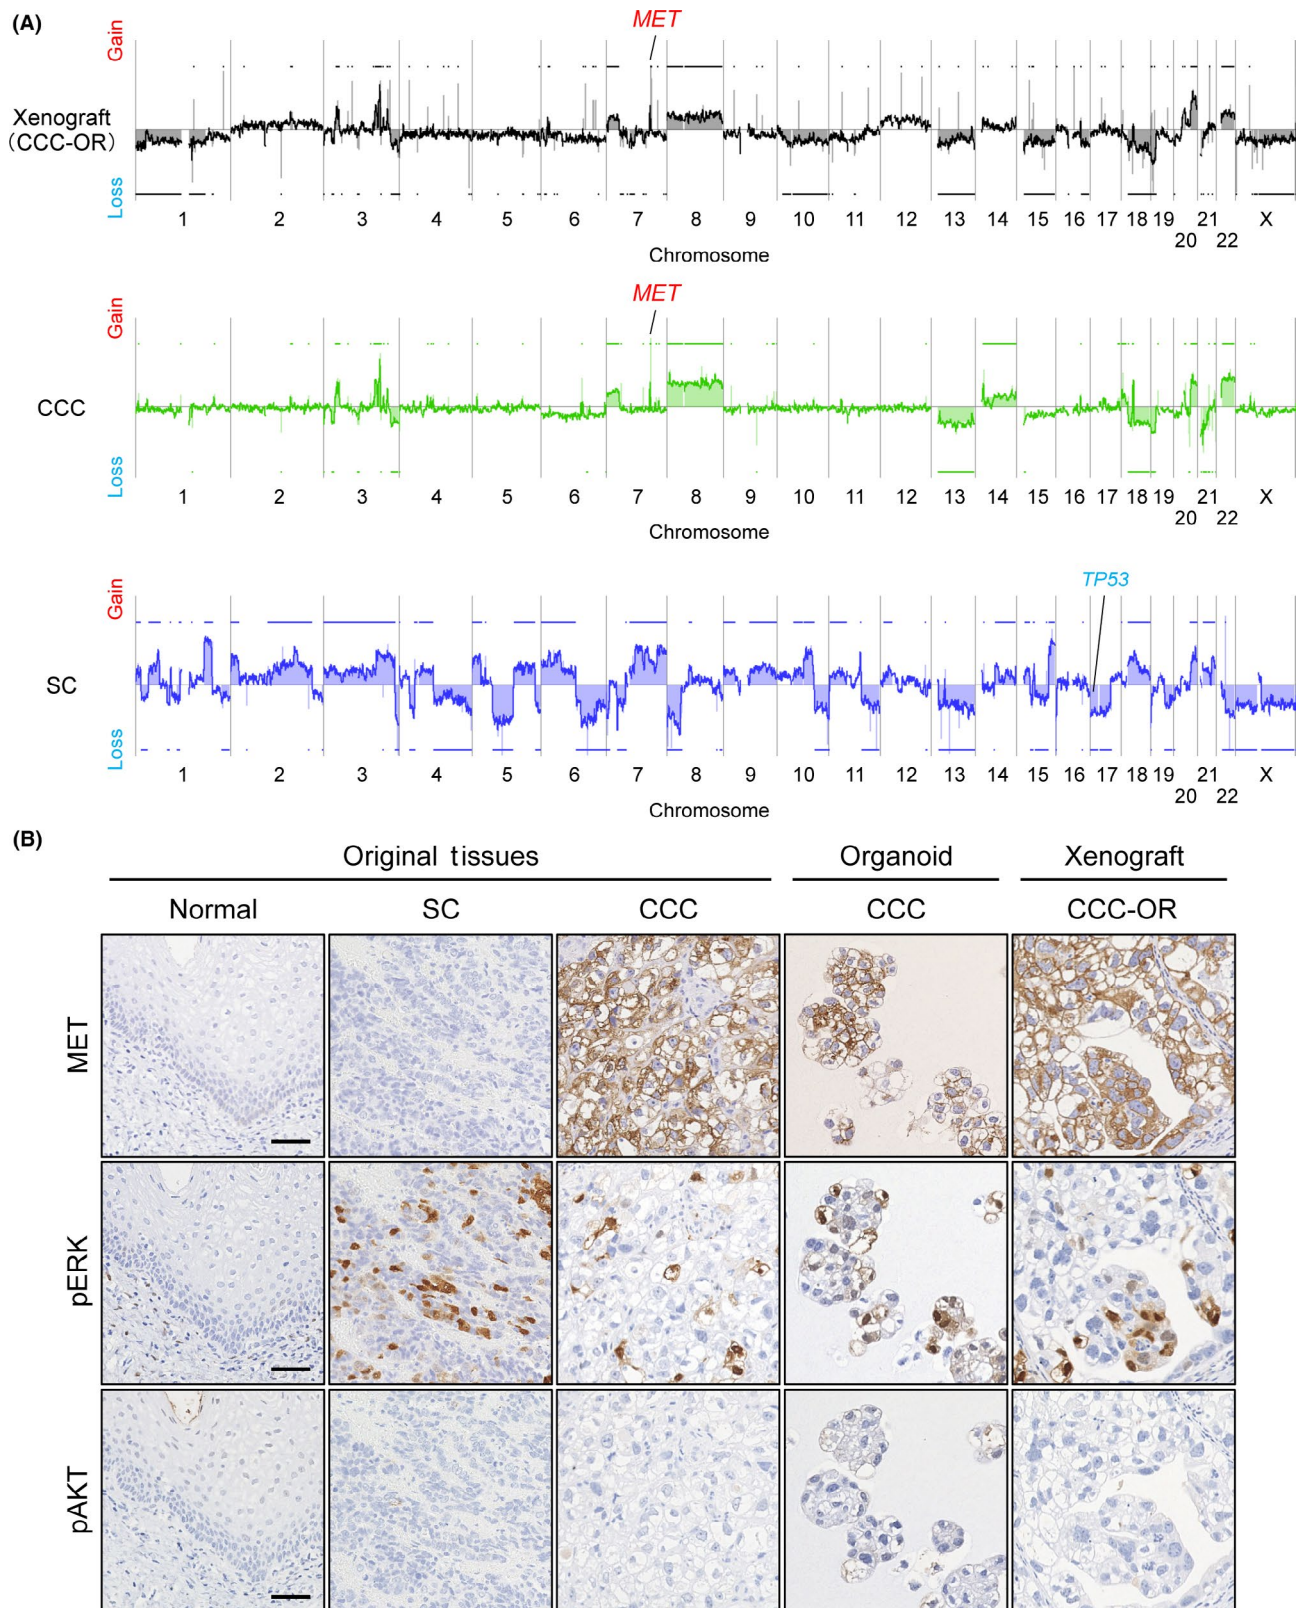 (A)
MET
Gain
Xenograft
(CCC-OR)
Loss
1 2 3 4 5 6 7 8 9 10 11 12 13 14 15 16 17 18 19 21 X
20 22
Chromosome
MET
Gain
CCC
Loss
1 2 3 4 5 6 7 8 9 10 11 12 13 14 15 16 17 18 19 21 X
20 22
Chromosome
TP53
Gain
SC
Loss
1 2 3 4 5 6 7 8 9 10 11 12 13 14 15 16 17 18 19 21 X
20 22
Chromosome
(B)
Original tissues Organoid Xenograft
Normal SC CCC CCC CCC-OR
MET
pERK
pAKT